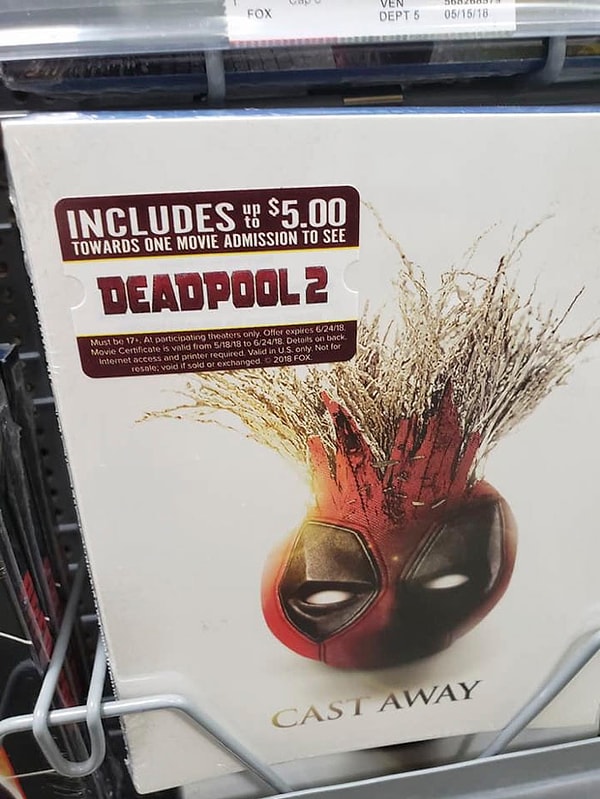 FOX
VEN
DEPT 5 05/15/18
INCLUDES up to $5.00
TOWARDS ONE MOVIE ADMISSION TO SEE
DEADPOOL 2
Must be 17+. At participating theaters only. Offer expires 6/24/18.
Movie Certificate is valid from 5/18/18 to 6/24/18. Details on back.
Internet access and printer required. Valid in U.S. only. Not for
resale; void if sold or exchanged. © 2018 FOX.
CAST AWAY